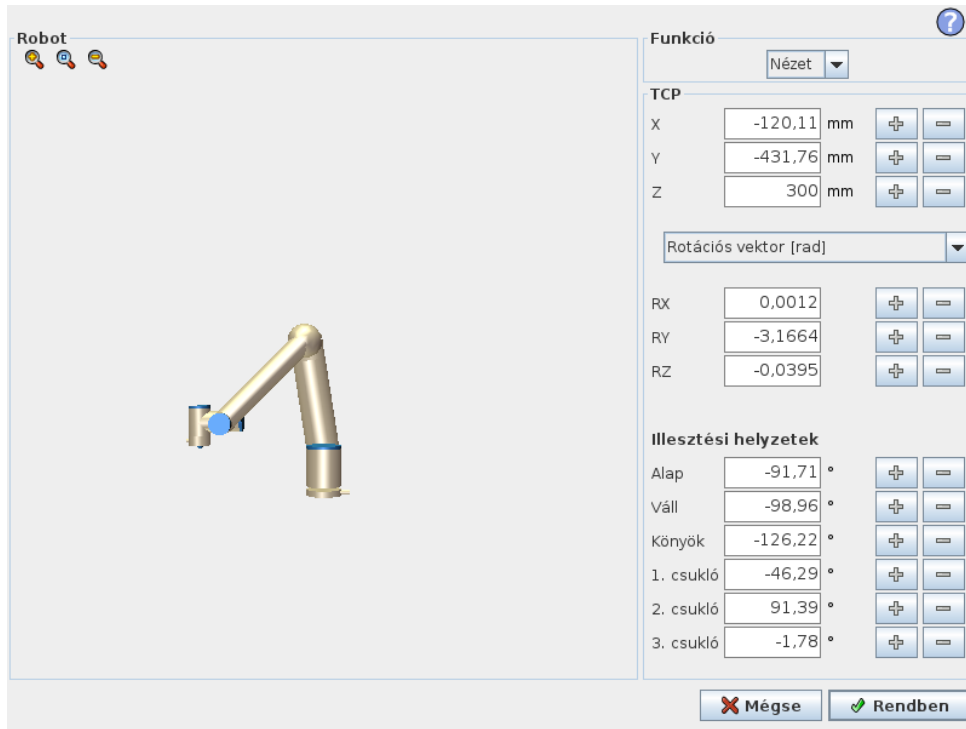 Robot
Funkció
Nézet
TCP
X -120,11 mm
Y -431,76 mm
Z 300 mm
Rotációs vektor [rad]
RX 0,0012
RY -3,1664
RZ -0,0395
Illesztési helyzetek
Alap -91,71 °
Váll -98,96 °
Könyök -126,22 °
1. csukló -46,29 °
2. csukló 91,39 °
3. csukló -1,78 °
Mégse Rendben